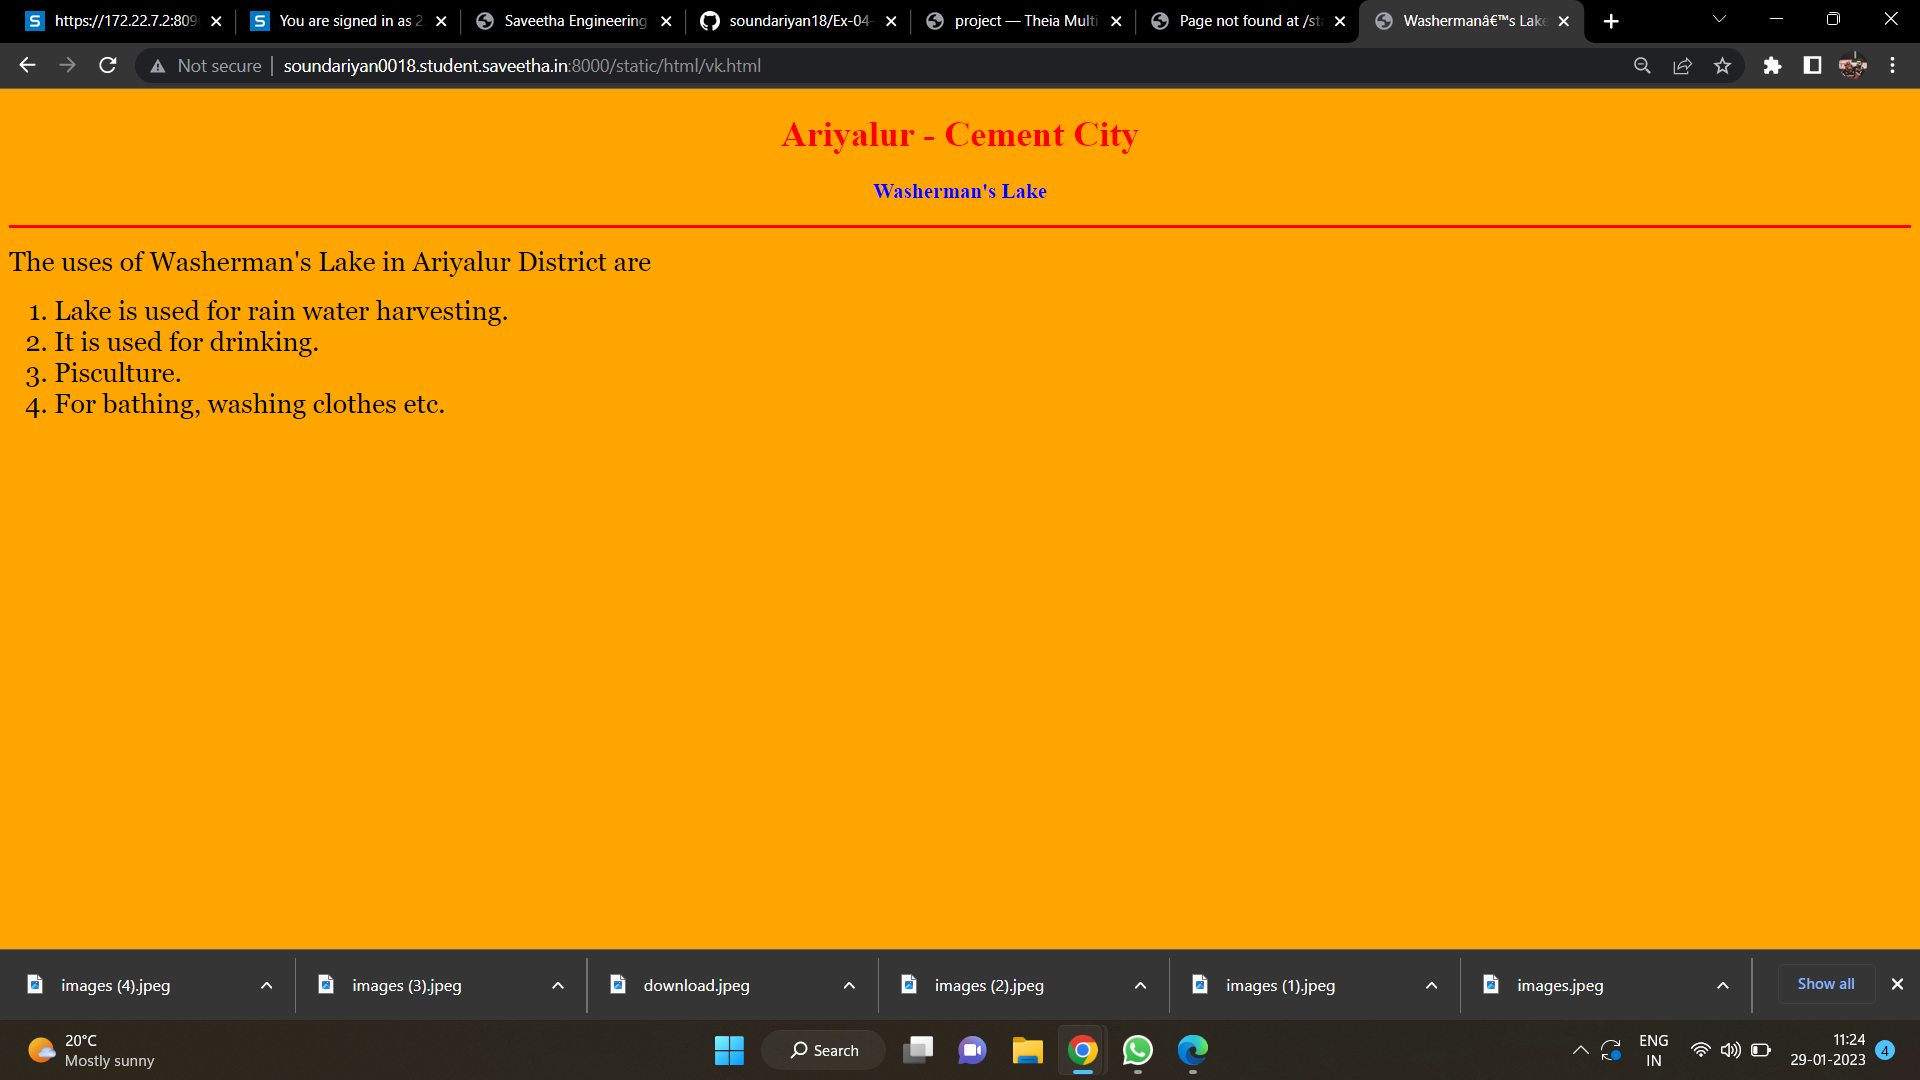 https://172.22.7.2:809
You are signed in as 2
Saveetha Engineering
soundariyan18/Ex-04-
project — Theia Multi
Page not found at /sta
Washermanâ€™s Lake
Not secure
soundariyan0018.student.saveetha.in:8000/static/html/vk.html
Ariyalur - Cement City
Washerman's Lake
The uses of Washerman's Lake in Ariyalur District are
1. Lake is used for rain water harvesting.
2. It is used for drinking.
3. Pisculture.
4. For bathing, washing clothes etc.
images (4).jpeg
images (3).jpeg
download.jpeg
images (2).jpeg
images (1).jpeg
images.jpeg
Show all
20°C
Mostly sunny
Search
ENG
IN
11:24
29-01-2023
4